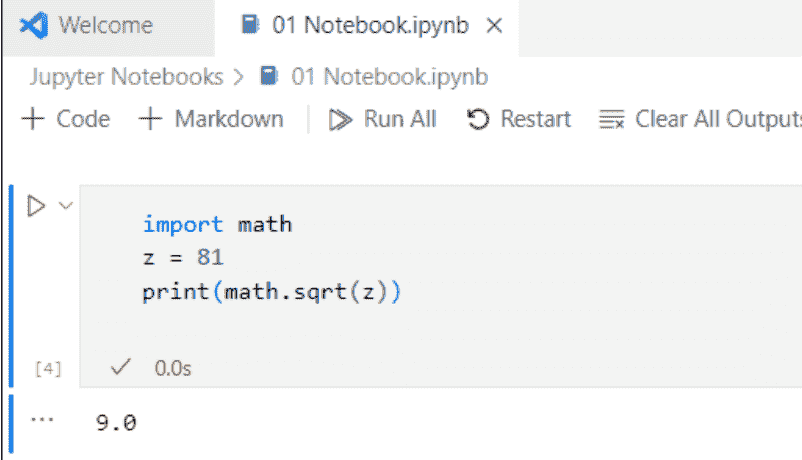 Welcome 01 Notebook.ipynb
Jupyter Notebooks > 01 Notebook.ipynb
+ Code + Markdown Run All Restart Clear All Outputs
import math
z = 81
print(math.sqrt(z))
[4] 0.0s
... 9.0